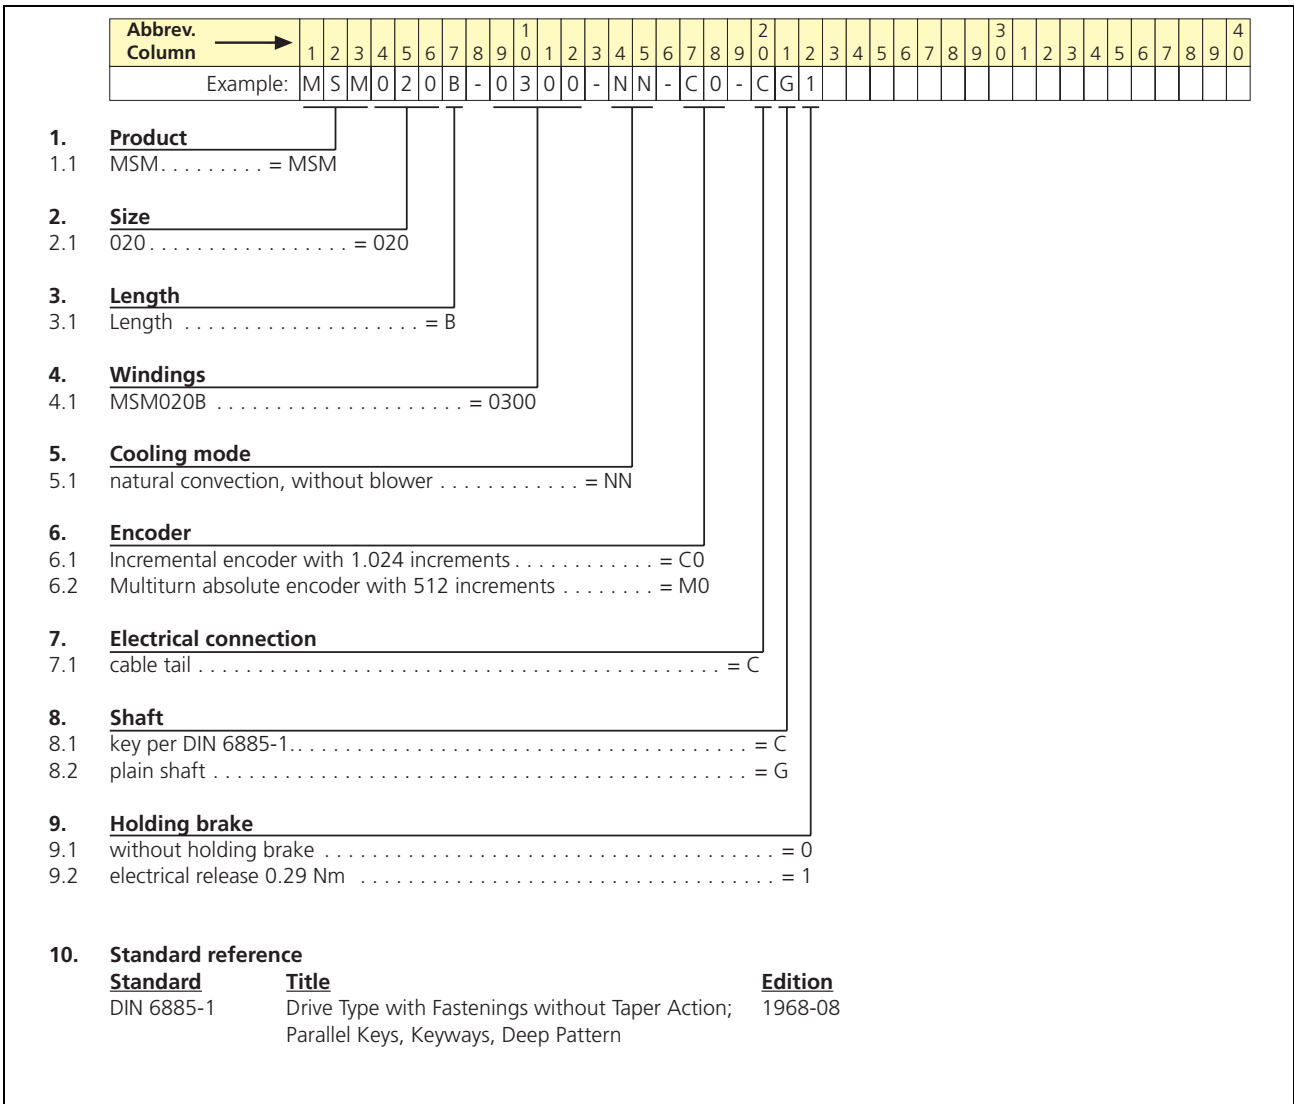 Abbrev. 1 2 3 4
Column 1 2 3 4 5 6 7 8 9 0 1 2 3 4 5 6 7 8 9 0 1 2 3 4 5 6 7 8 9 0 1 2 3 4 5 6 7 8 9 0
Example: M S M 0 2 0 B - 0 3 0 0 - N N - C 0 - C G 1
1. Product
1.1 MSM......... = MSM
2. Size
2.1 020................. = 020
3. Length
3.1 Length .................... = B
4. Windings
4.1 MSM020B ..................... = 0300
5. Cooling mode
5.1 natural convection, without blower ............ = NN
6. Encoder
6.1 Incremental encoder with 1.024 increments............ = C0
6.2 Multiturn absolute encoder with 512 increments ........ = M0
7. Electrical connection
7.1 cable tail ............................................ = C
8. Shaft
8.1 key per DIN 6885-1....................................... = C
8.2 plain shaft ............................................. = G
9. Holding brake
9.1 without holding brake ...................................... = 0
9.2 electrical release 0.29 Nm ................................... = 1
10. Standard reference
Standard Title Edition
DIN 6885-1 Drive Type with Fastenings without Taper Action; 1968-08
Parallel Keys, Keyways, Deep Pattern